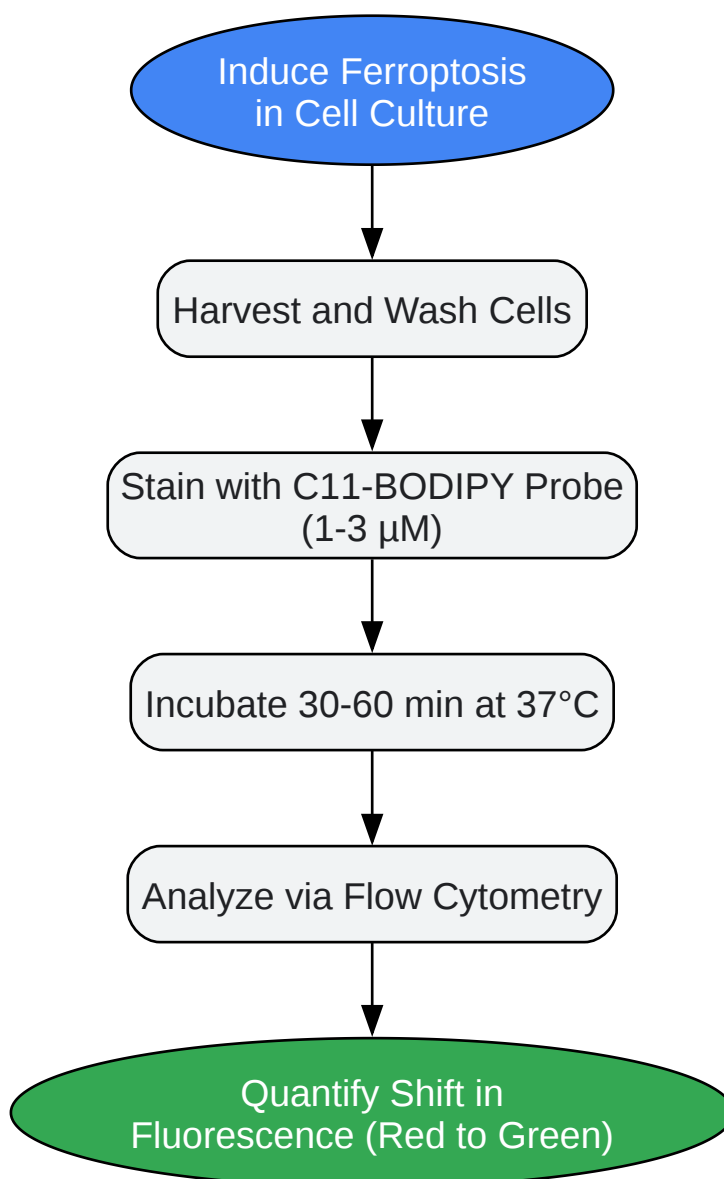 Induce Ferroptosis
in Cell Culture
Harvest and Wash Cells
Stain with C11-BODIPY Probe
(1-3 µM)
Incubate 30-60 min at 37°C
Analyze via Flow Cytometry
Quantify Shift in
Fluorescence (Red to Green)